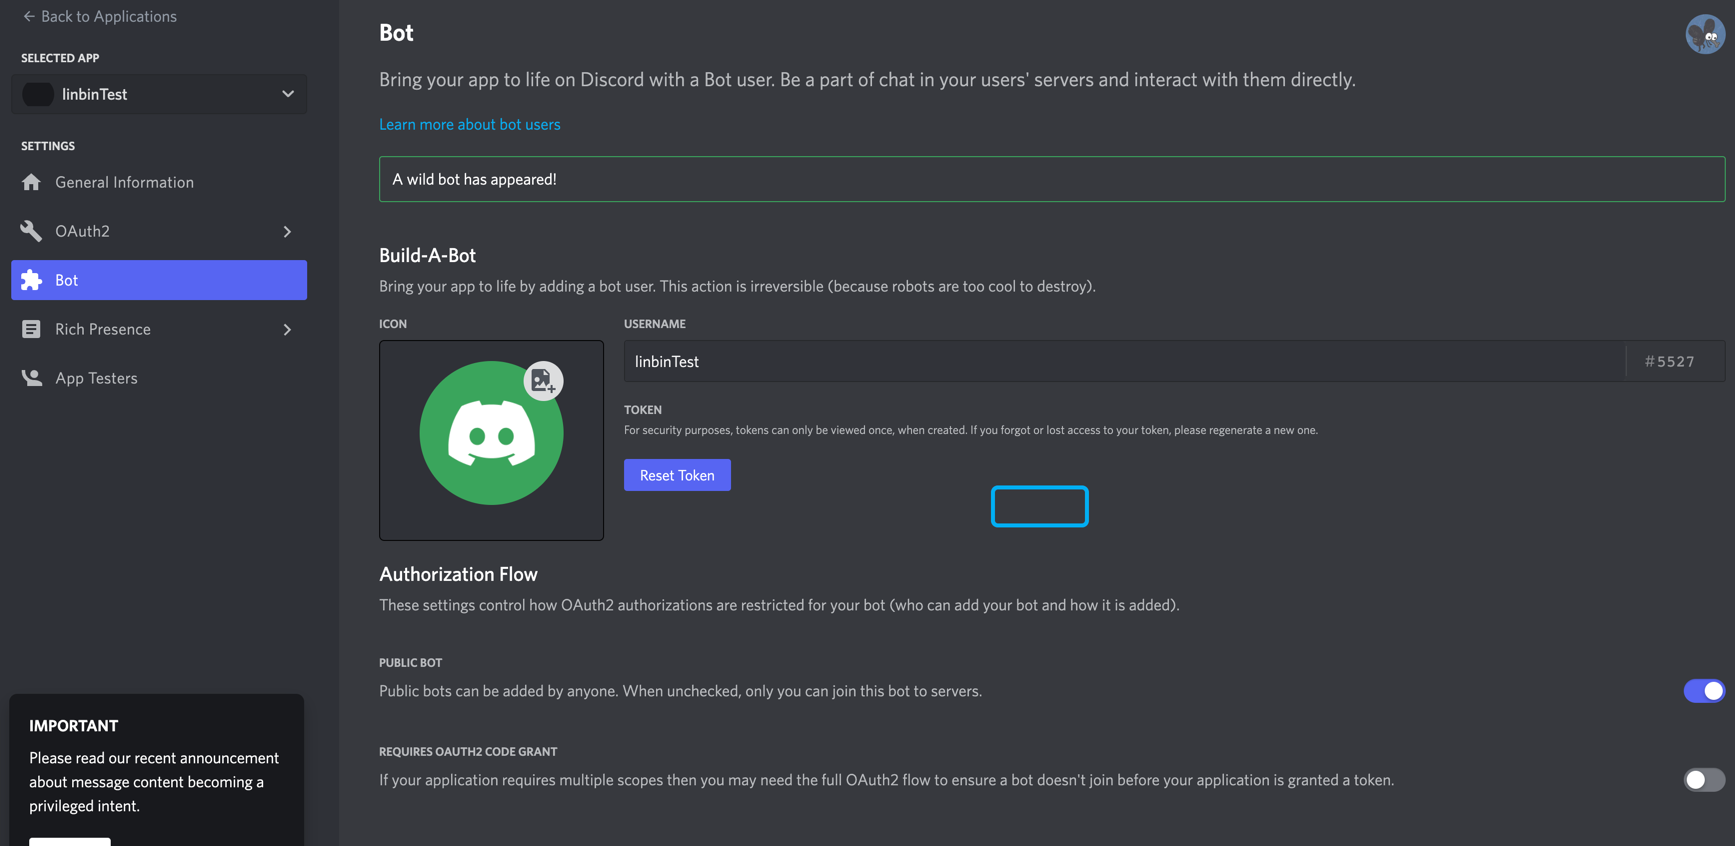 Back to Applications
SELECTED APP
linbinTest
SETTINGS
General Information
OAuth2
Bot
Rich Presence
App Testers
IMPORTANT
Please read our recent announcement
about message content becoming a
privileged intent.
Bot
Bring your app to life on Discord with a Bot user. Be a part of chat in your users' servers and interact with them directly.
Learn more about bot users
A wild bot has appeared!
Build-A-Bot
Bring your app to life by adding a bot user. This action is irreversible (because robots are too cool to destroy).
ICON
USERNAME
linbinTest
#5527
TOKEN
For security purposes, tokens can only be viewed once, when created. If you forgot or lost access to your token, please regenerate a new one.
Reset Token
Authorization Flow
These settings control how OAuth2 authorizations are restricted for your bot (who can add your bot and how it is added).
PUBLIC BOT
Public bots can be added by anyone. When unchecked, only you can join this bot to servers.
REQUIRES OAUTH2 CODE GRANT
If your application requires multiple scopes then you may need the full OAuth2 flow to ensure a bot doesn't join before your application is granted a token.